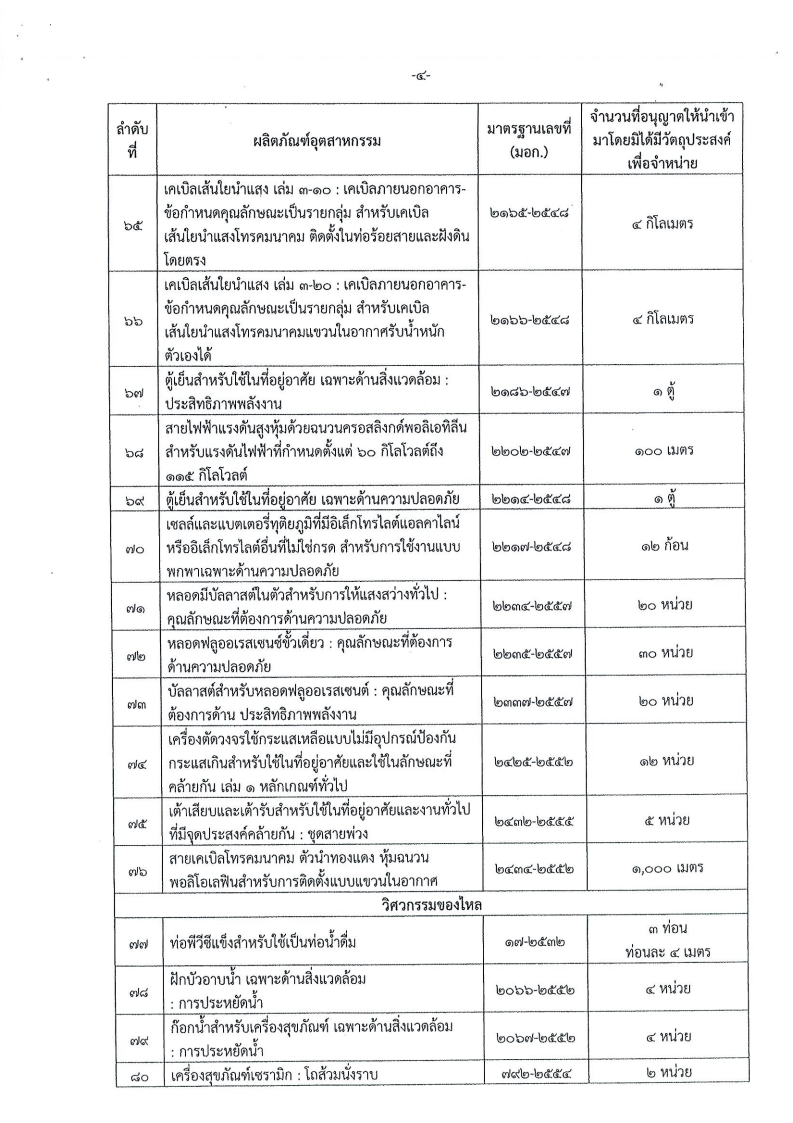 -๔-
ลำดับ
ที่
ผลิตภัณฑ์อุตสาหกรรม
มาตรฐานเลขที่
(มอก.)
จำนวนที่อนุญาตให้นำเข้า
มาโดยมิได้มีวัตถุประสงค์
เพื่อจำหน่าย
๖๕
เคเบิลเส้นใยนำแสง เล่ม ๓-๑๐ : เคเบิลภายนอกอาคาร-
ข้อกำหนดคุณลักษณะเป็นรายกลุ่ม สำหรับเคเบิล
เส้นใยนำแสงโทรคมนาคม ติดตั้งในท่อร้อยสายและฝังดิน
โดยตรง
๒๑๖๕-๒๕๔๘
๔ กิโลเมตร
๖๖
เคเบิลเส้นใยนำแสง เล่ม ๓-๒๐ : เคเบิลภายนอกอาคาร-
ข้อกำหนดคุณลักษณะเป็นรายกลุ่ม สำหรับเคเบิล
เส้นใยนำแสงโทรคมนาคมแขวนในอากาศรับน้ำหนัก
ตัวเองได้
๒๑๖๖-๒๕๔๘
๔ กิโลเมตร
๖๗
ตู้เย็นสำหรับใช้ในที่อยู่อาศัย เฉพาะด้านสิ่งแวดล้อม :
ประสิทธิภาพพลังงาน
๒๑๘๖-๒๕๔๗
๑ ตู้
๖๘
สายไฟฟ้าแรงดันสูงหุ้มด้วยฉนวนครอสลิงกด์พอลิเอทิลีน
สำหรับแรงดันไฟฟ้าที่กำหนดตั้งแต่ ๖๐ กิโลโวลต์ถึง
๑๑๕ กิโลโวลต์
๒๒๐๒-๒๕๔๗
๑๐๐ เมตร
๖๙
ตู้เย็นสำหรับใช้ในที่อยู่อาศัย เฉพาะด้านความปลอดภัย
๒๒๑๔-๒๕๔๘
๑ ตู้
๗๐
เซลล์และแบตเตอรี่ทุติยภูมิที่มีอิเล็กโทรไลต์แอลคาไลน์
หรืออิเล็กโทรไลต์อื่นที่ไม่ใช่กรด สำหรับการใช้งานแบบ
พกพาเฉพาะด้านความปลอดภัย
๒๒๑๗-๒๕๔๘
๑๒ ก้อน
๗๑
หลอดมีบัลลาสต์ในตัวสำหรับการให้แสงสว่างทั่วไป :
คุณลักษณะที่ต้องการด้านความปลอดภัย
๒๒๓๔-๒๕๕๗
๒๐ หน่วย
๗๒
หลอดฟลูออเรสเซนซ์ขั้วเดี่ยว : คุณลักษณะที่ต้องการ
ด้านความปลอดภัย
๒๒๓๕-๒๕๕๗
๓๐ หน่วย
๗๓
บัลลาสต์สำหรับหลอดฟลูออเรสเซนต์ : คุณลักษณะที่
ต้องการด้าน ประสิทธิภาพพลังงาน
๒๓๓๗-๒๕๕๗
๒๐ หน่วย
๗๔
เครื่องตัดวงจรใช้กระแสเหลือแบบไม่มีอุปกรณ์ป้องกัน
กระแสเกินสำหรับใช้ในที่อยู่อาศัยและใช้ในลักษณะที่
คล้ายกัน เล่ม ๑ หลักเกณฑ์ทั่วไป
๒๔๒๕-๒๕๕๒
๑๒ หน่วย
๗๕
เต้าเสียบและเต้ารับสำหรับใช้ในที่อยู่อาศัยและงานทั่วไป
ที่มีจุดประสงค์คล้ายกัน : ชุดสายพ่วง
๒๔๓๒-๒๕๕๕
๕ หน่วย
๗๖
สายเคเบิลโทรคมนาคม ตัวนำทองแดง หุ้มฉนวน
พอลิโอเลฟินสำหรับการติดตั้งแบบแขวนในอากาศ
๒๔๓๔-๒๕๕๒
๑,๐๐๐ เมตร
วิศวกรรมของไหล
๗๗
ท่อพีวีซีแข็งสำหรับใช้เป็นท่อน้ำดื่ม
๑๗-๒๕๓๒
๓ ท่อน
ท่อนละ ๔ เมตร
๗๘
ฝักบัวอาบน้ำ เฉพาะด้านสิ่งแวดล้อม
: การประหยัดน้ำ
๒๐๖๖-๒๕๕๒
๔ หน่วย
๗๙
ก๊อกน้ำสำหรับเครื่องสุขภัณฑ์ เฉพาะด้านสิ่งแวดล้อม
: การประหยัดน้ำ
๒๐๖๗-๒๕๕๒
๔ หน่วย
๘๐
เครื่องสุขภัณฑ์เซรามิก : โถส้วมนั่งราบ
๗๙๒-๒๕๕๔
๒ หน่วย